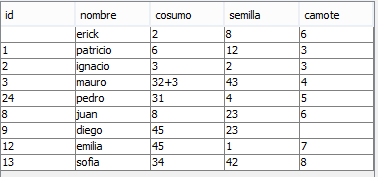 id nombre cosumo semilla camote
erick 2 8 6
1 patricio 6 12 3
2 ignacio 3 2 3
3 mauro 32+3 43 4
24 pedro 31 4 5
8 juan 8 23 6
9 diego 45 23
12 emilia 45 1 7
13 sofia 34 42 8